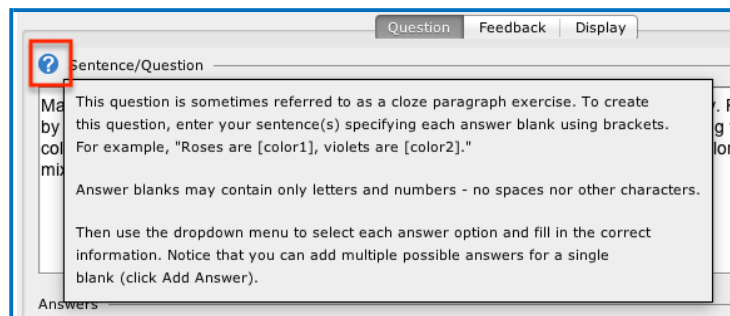 Question Feedback Display
? Sentence/Question
This question is sometimes referred to as a cloze paragraph exercise. To create
this question, enter your sentence(s) specifying each answer blank using brackets.
For example, "Roses are [color1], violets are [color2]."
Answer blanks may contain only letters and numbers - no spaces nor other characters.
Then use the dropdown menu to select each answer option and fill in the correct
information. Notice that you can add multiple possible answers for a single
blank (click Add Answer).
by
Answers